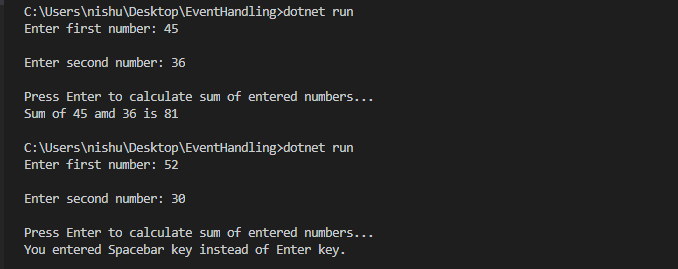 C:\Users\nishu\Desktop\EventHandling>dotnet run
Enter first number: 45
Enter second number: 36
Press Enter to calculate sum of entered numbers...
Sum of 45 amd 36 is 81
C:\Users\nishu\Desktop\EventHandling>dotnet run
Enter first number: 52
Enter second number: 30
Press Enter to calculate sum of entered numbers...
You entered Spacebar key instead of Enter key.